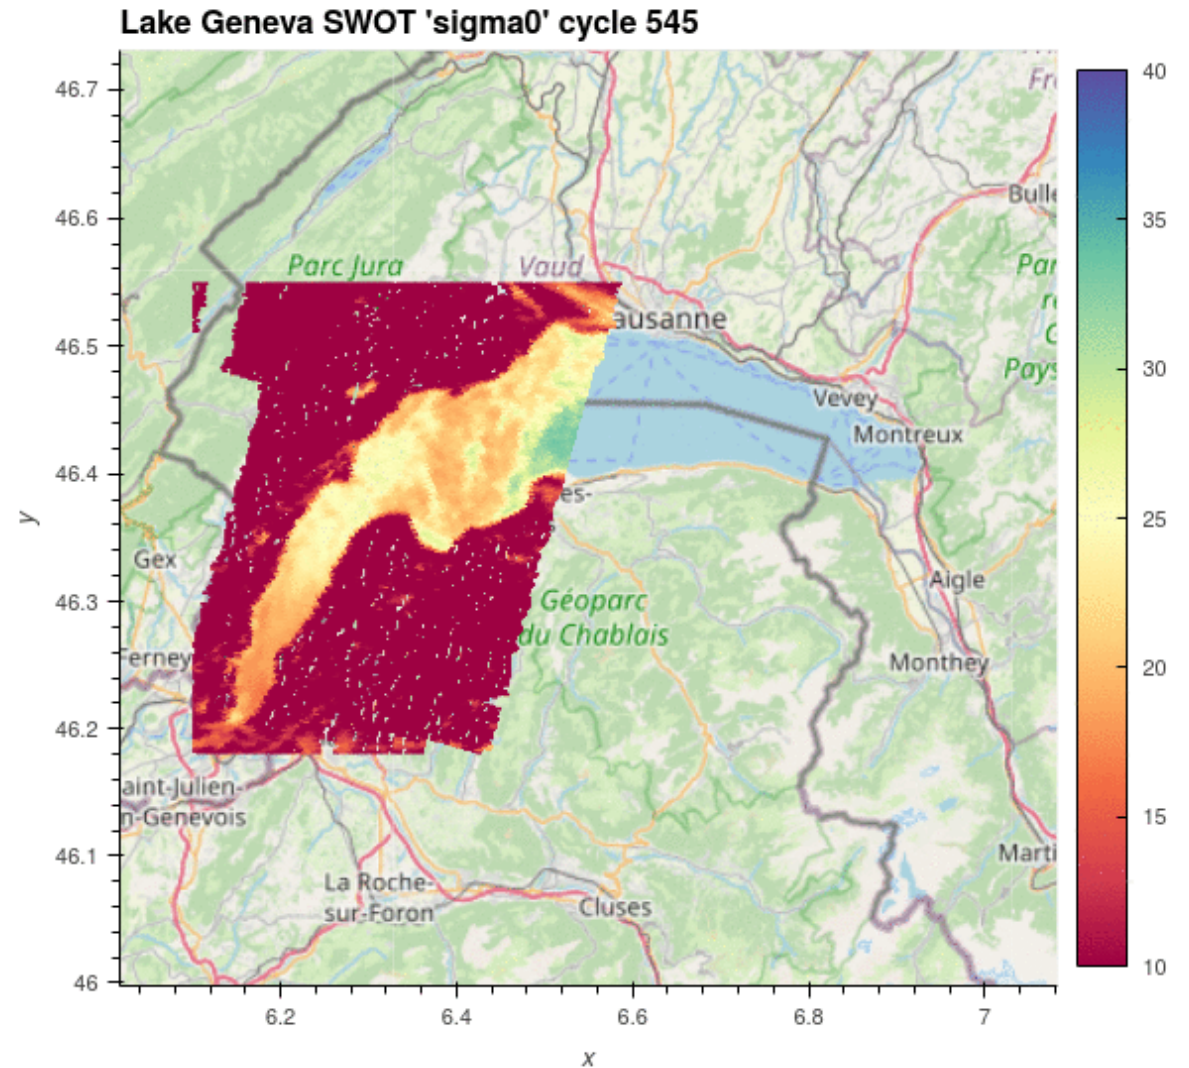 Lake Geneva SWOT 'sigma0' cycle 545
46.7
46.6
46.5
46.4
46.3
46.2
46.1
46
y
6.2
6.4
6.6
6.8
7
x
40
35
30
25
20
15
10
Fr
Bulle
Parc Jura
Vaud
Par
re
G
Pays
ausanne
Vevey
Montreux
es-
Gex
Aigle
Géoparc
du Chablais
erney
Monthey
aint-Julien-
n-Genevois
Marti
La Roche-
sur-Foron
Cluses